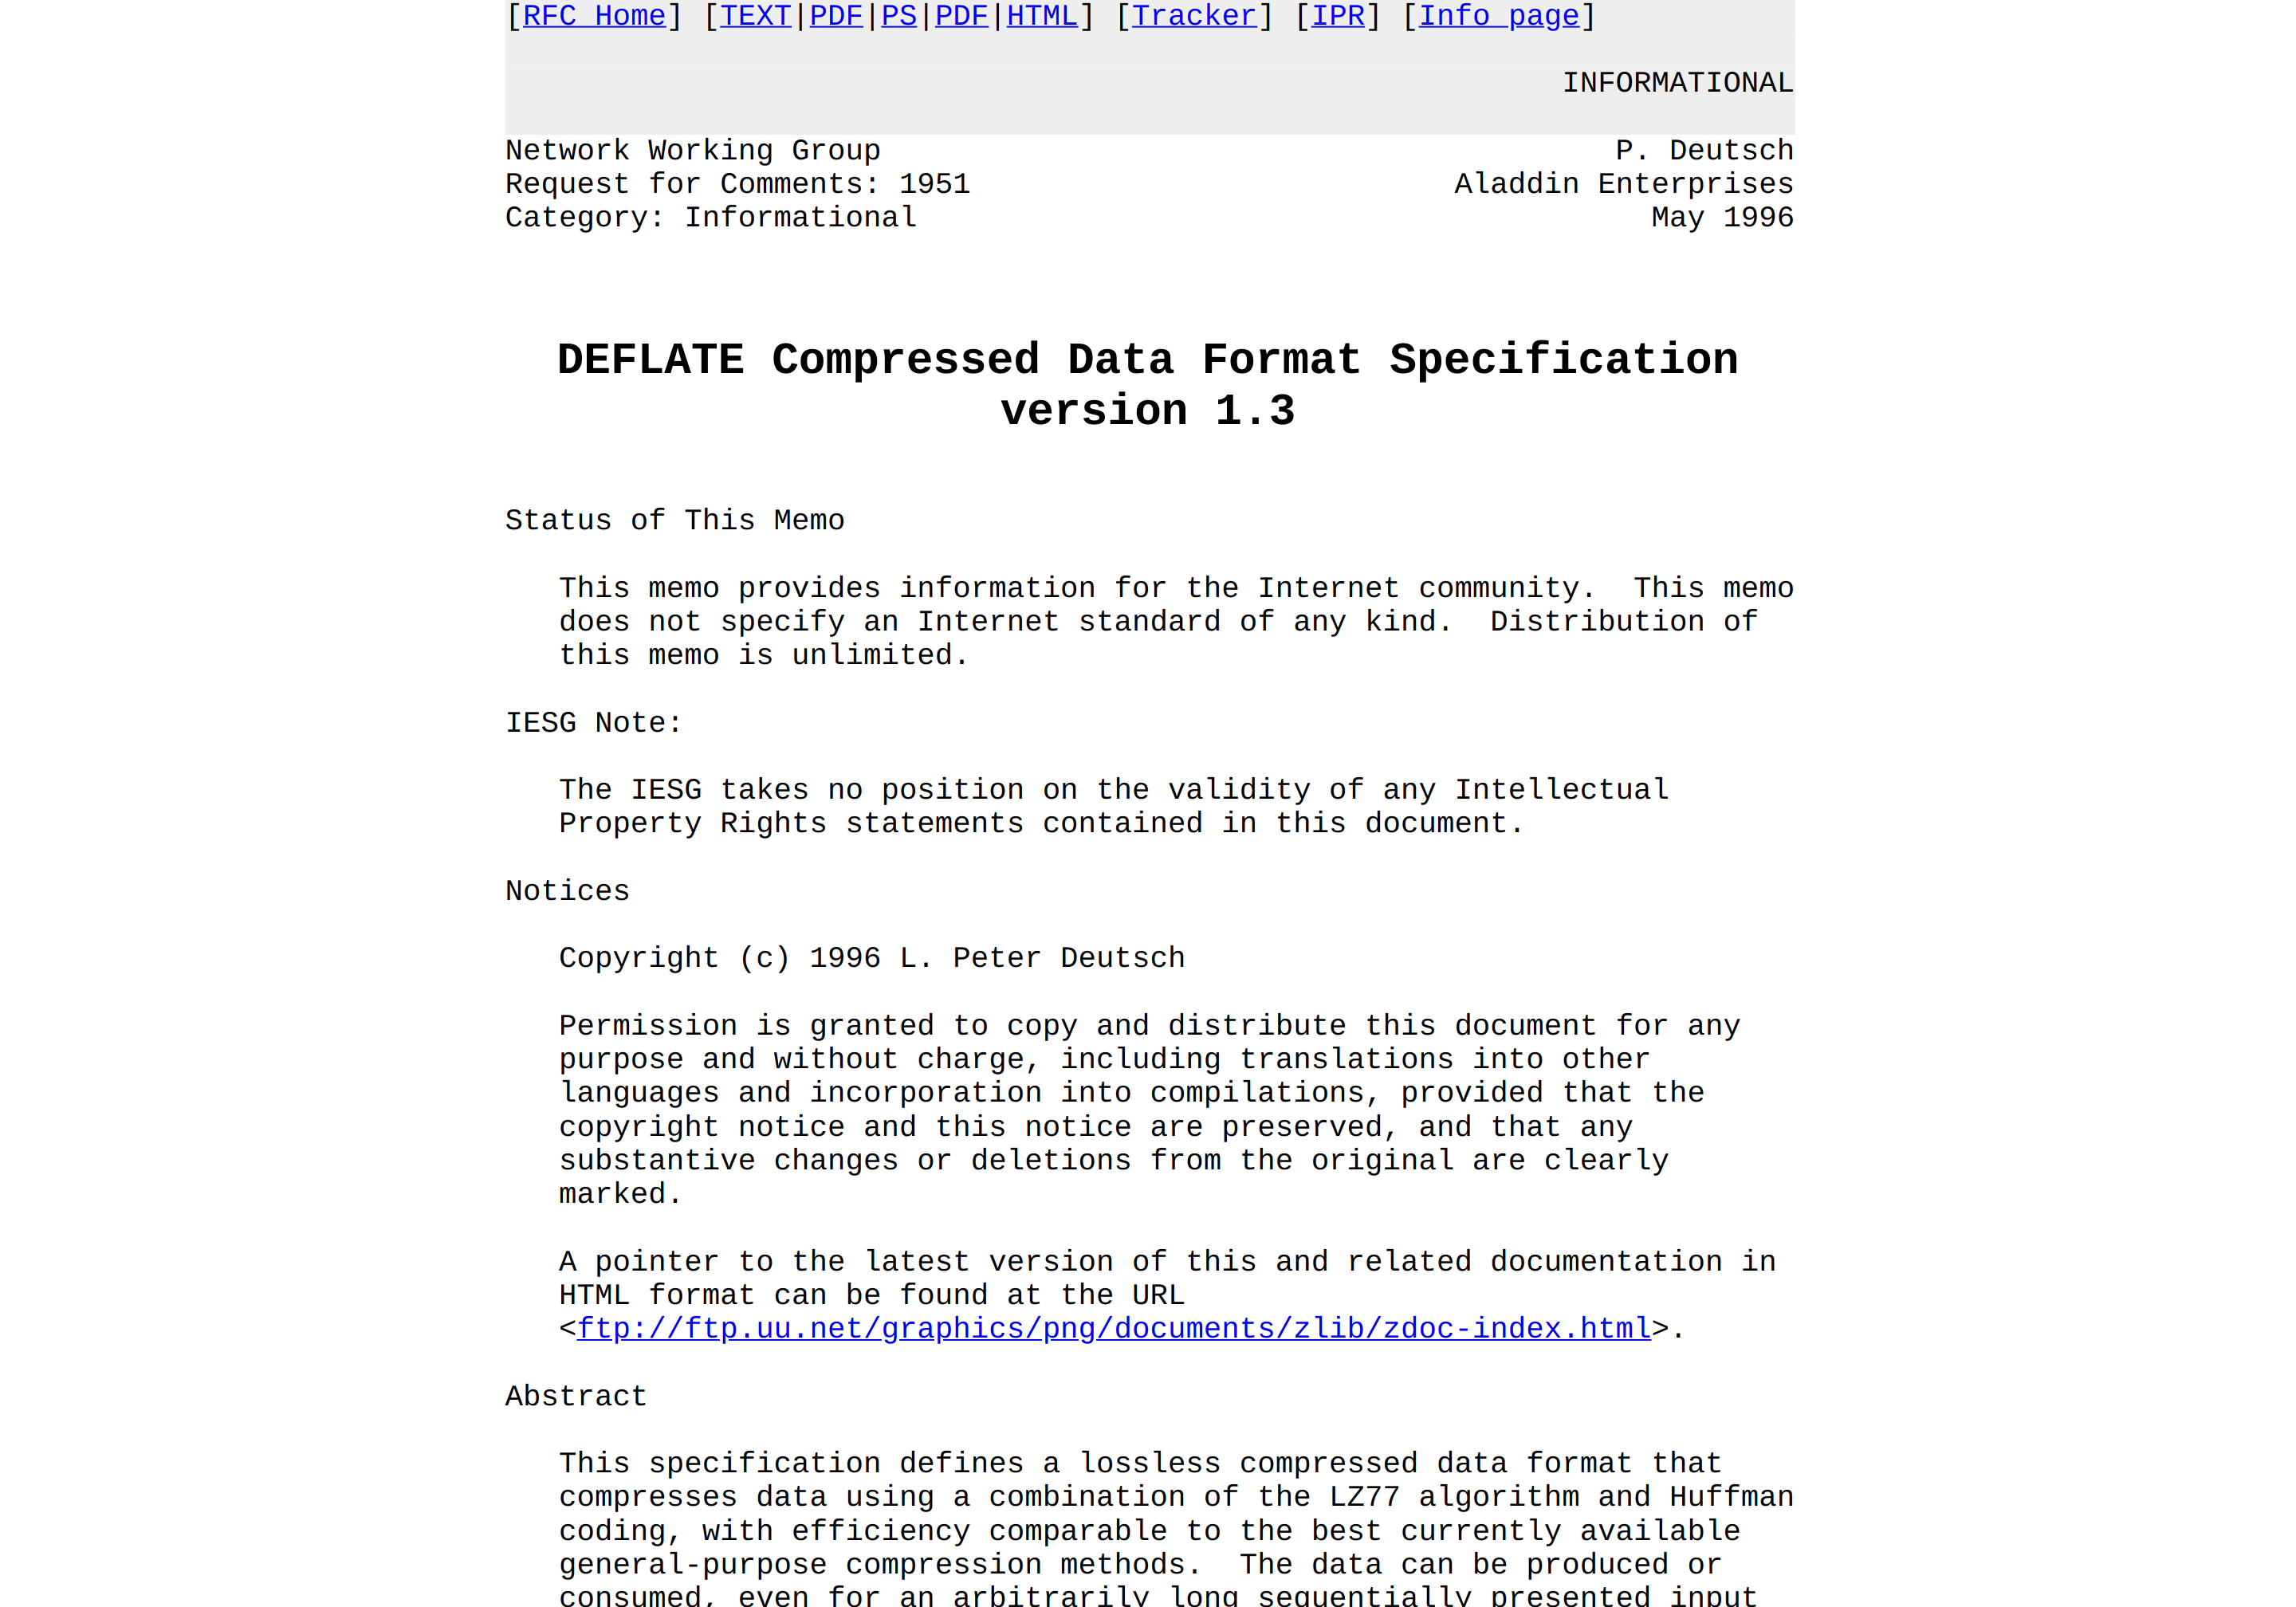 [RFC Home] [TEXT|PDF|PS|PDF|HTML] [Tracker] [IPR] [Info page]
INFORMATIONAL
Network Working Group P. Deutsch
Request for Comments: 1951 Aladdin Enterprises
Category: Informational May 1996
DEFLATE Compressed Data Format Specification
version 1.3
Status of This Memo
This memo provides information for the Internet community. This memo
does not specify an Internet standard of any kind. Distribution of
this memo is unlimited.
IESG Note:
The IESG takes no position on the validity of any Intellectual
Property Rights statements contained in this document.
Notices
Copyright (c) 1996 L. Peter Deutsch
Permission is granted to copy and distribute this document for any
purpose and without charge, including translations into other
languages and incorporation into compilations, provided that the
copyright notice and this notice are preserved, and that any
substantive changes or deletions from the original are clearly
marked.
A pointer to the latest version of this and related documentation in
HTML format can be found at the URL
<ftp://ftp.uu.net/graphics/png/documents/zlib/zdoc-index.html>.
Abstract
This specification defines a lossless compressed data format that
compresses data using a combination of the LZ77 algorithm and Huffman
coding, with efficiency comparable to the best currently available
general-purpose compression methods. The data can be produced or
consumed, even for an arbitrarily long sequentially presented input